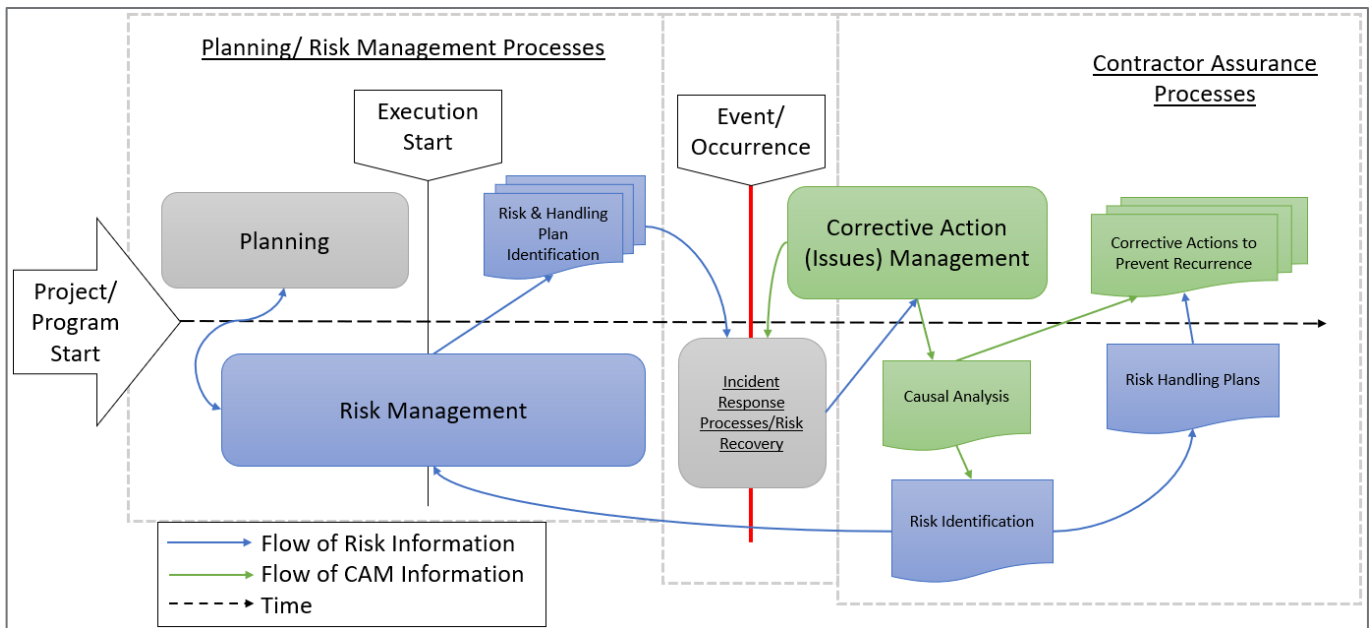 Planning/ Risk Management Processes
Contractor Assurance
Processes
Execution
Start
Event/
Occurrence
Planning
Risk & Handling
Plan
Identification
Corrective Action
(Issues) Management
Corrective Actions to
Prevent Recurrence
Project/
Program
Start
Risk Management
Incident
Response
Processes/Risk
Recovery
Causal Analysis
Risk Handling Plans
Risk Identification
Flow of Risk Information
Flow of CAM Information
Time